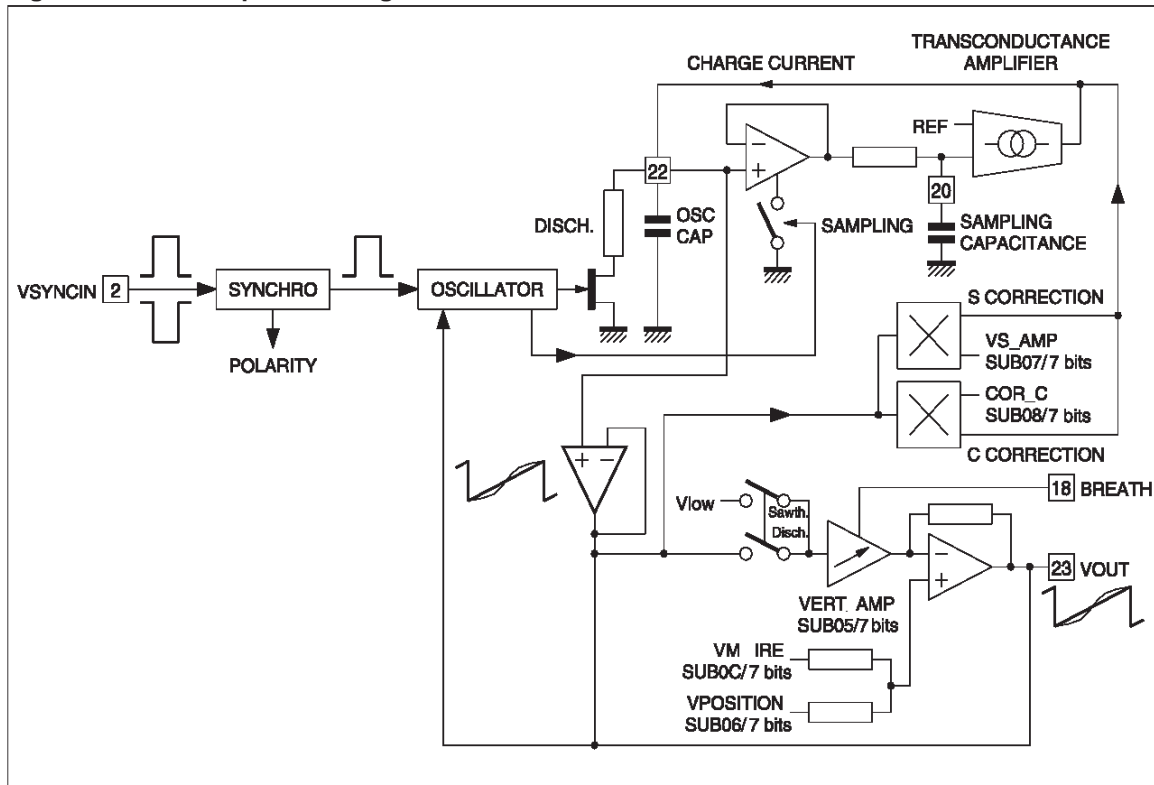 TRANSCONDUCTANCE
AMPLIFIER
CHARGE CURRENT
REF
22
20
DISCH.
OSC
CAP
SAMPLING
SAMPLING
CAPACITANCE
VSYNCIN 2
SYNCHRO
OSCILLATOR
POLARITY
S CORRECTION
VS_AMP
SUB07/7 bits
COR_C
SUB08/7 bits
C CORRECTION
18 BREATH
Vlow
Sawth.
Disch.
23 VOUT
VERT_AMP
SUB05/7 bits
VM IRE
SUB0C/7 bits
VPOSITION
SUB06/7 bits
+ −
− +
− +